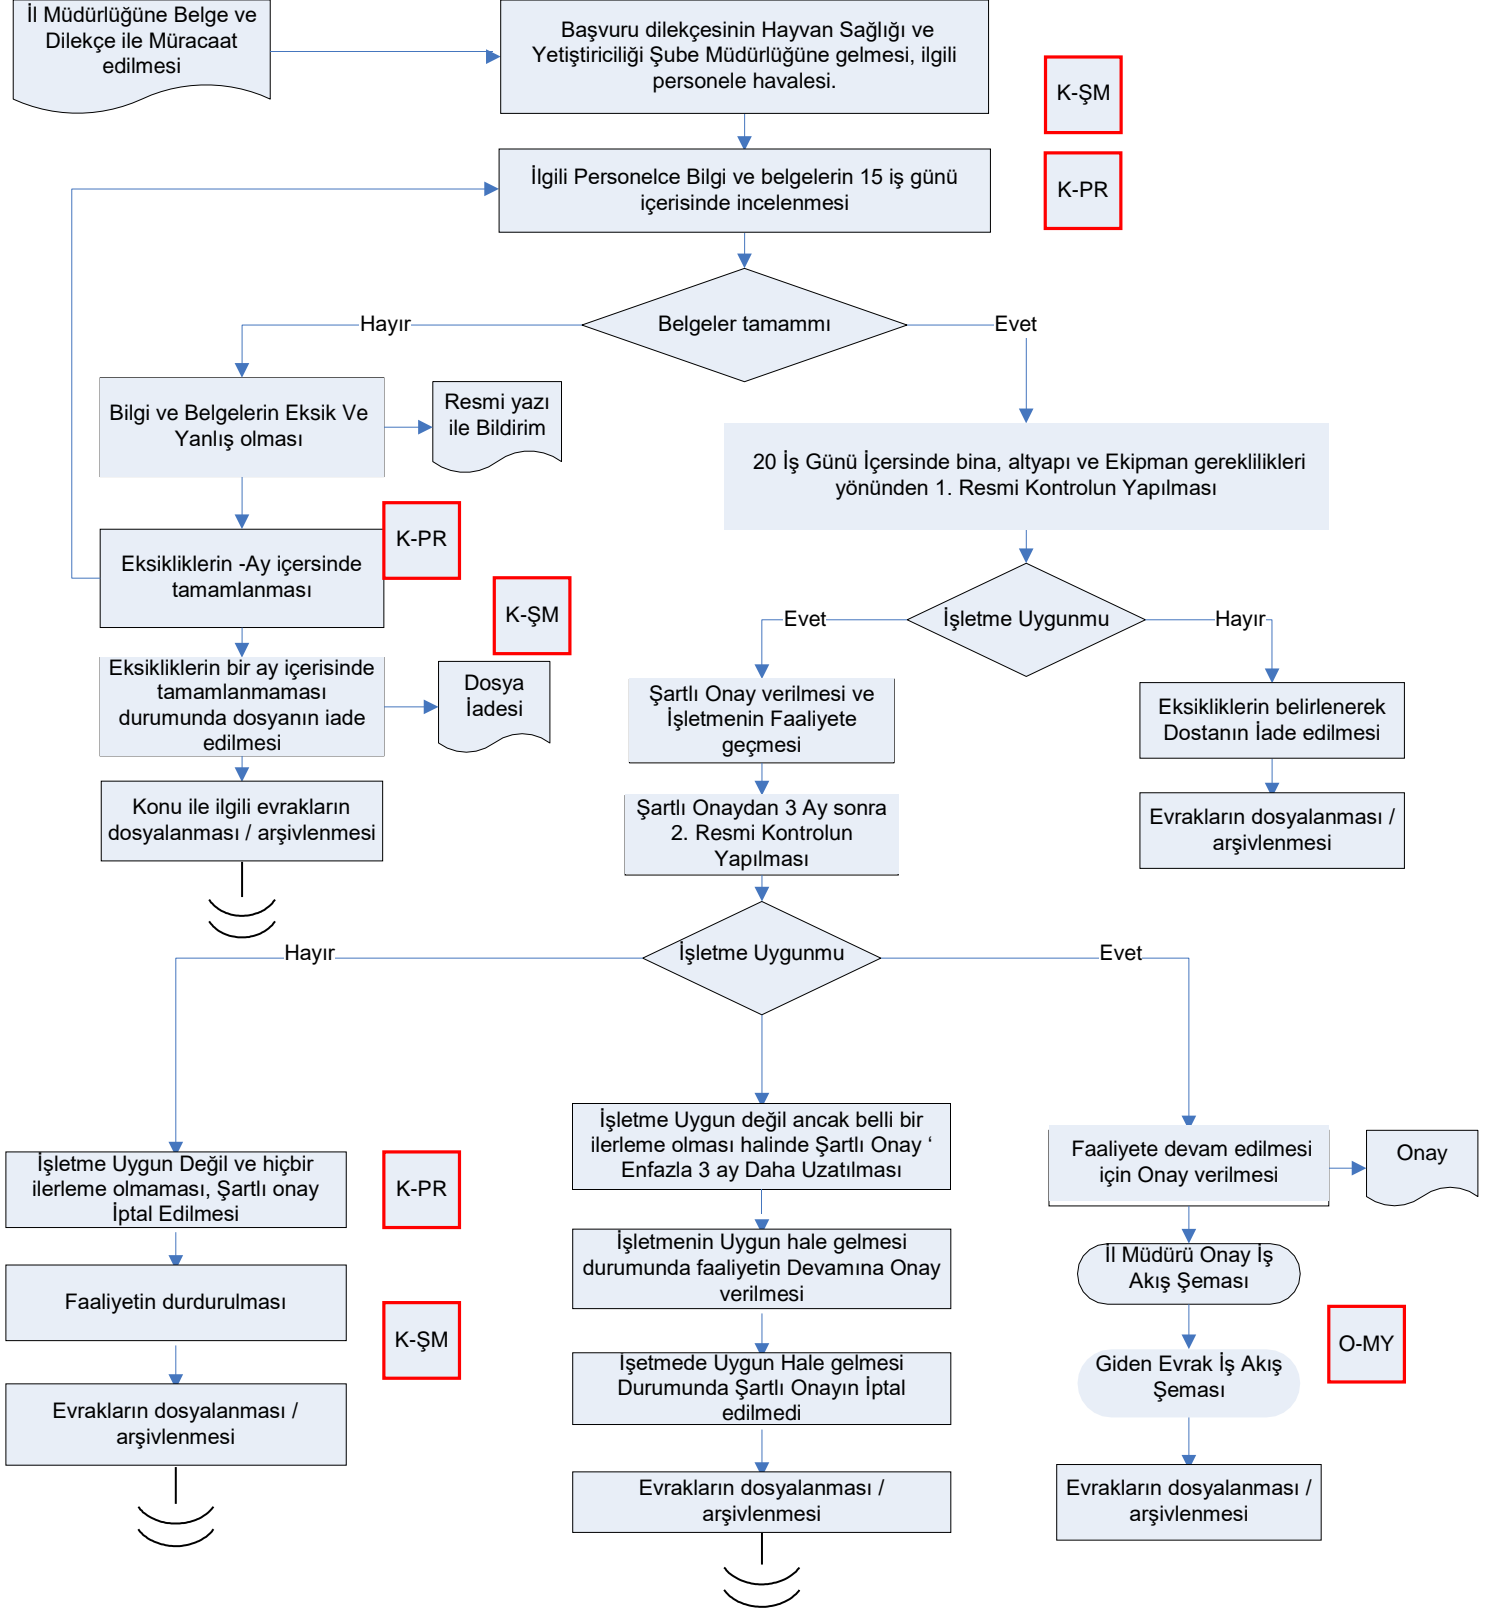 İl Müdürlüğüne Belge ve
Dilekçe ile Müracaat
edilmesi
Başvuru dilekçesinin Hayvan Sağlığı ve
Yetiştiriciliği Şube Müdürlüğüne gelmesi, ilgili
personele havalesi.
K-ŞM
İlgili Personelce Bilgi ve belgelerin 15 iş günü
içerisinde incelenmesi
K-PR
Belgeler tamammı
Hayır
Evet
Bilgi ve Belgelerin Eksik Ve
Yanlış olması
Resmi yazı
ile Bildirim
20 İş Günü İçersinde bina, altyapı ve Ekipman gereklilikleri
yönünden 1. Resmi Kontrolun Yapılması
K-PR
Eksikliklerin -Ay içersinde
tamamlanması
K-ŞM
İşletme Uygunmu
Evet
Hayır
Eksikliklerin bir ay içerisinde
tamamlanmaması
durumunda dosyanın iade
edilmesi
Dosya
İadesi
Şartlı Onay verilmesi ve
İşletmenin Faaliyete
geçmesi
Eksikliklerin belirlenerek
Dostanın İade edilmesi
Konu ile ilgili evrakların
dosyalanması / arşivlenmesi
Şartlı Onaydan 3 Ay sonra
2. Resmi Kontrolun
Yapılması
Evrakların dosyalanması /
arşivlenmesi
İşletme Uygunmu
Hayır
Evet
İşletme Uygun Değil ve hiçbir
ilerleme olmaması, Şartlı onay
İptal Edilmesi
K-PR
İşletme Uygun değil ancak belli bir
ilerleme olması halinde Şartlı Onay ‘
Enfazla 3 ay Daha Uzatılması
Faaliyete devam edilmesi
için Onay verilmesi
Onay
Faaliyetin durdurulması
K-ŞM
İşletmenin Uygun hale gelmesi
durumunda faaliyetin Devamına Onay
verilmesi
İl Müdürü Onay İş
Akış Şeması
O-MY
Evrakların dosyalanması /
arşivlenmesi
İşetmede Uygun Hale gelmesi
Durumunda Şartlı Onayın İptal
edilmedi
Giden Evrak İş Akış
Şeması
Evrakların dosyalanması /
arşivlenmesi
Evrakların dosyalanması /
arşivlenmesi